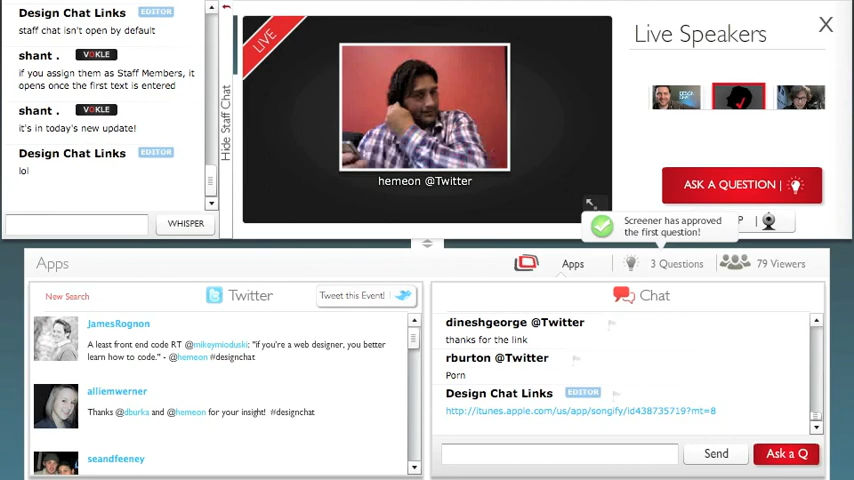 Design Chat Links EDITOR
staff chat isn't open by default
shant . VOKLE
if you assign them as Staff Members, it
opens once the first text is entered
shant . VOKLE
it's in today's new update!
Design Chat Links EDITOR
lol
WHISPER
Hide Staff Chat
LIVE
hemeon @Twitter
Live Speakers
X
ASK A QUESTION
P
Screener has approved
the first question!
Apps
Apps
3 Questions
79 Viewers
New Search
Twitter
Tweet this Event!
JamesRognon
A least front end code RT @mikeymioduski: "if you're a web designer, you better
learn how to code." - @hemeon #designchat
alliemwerner
Thanks @dburka and @hemeon for your insight! #designchat
seandfeeney
Chat
dineshgeorge @Twitter
thanks for the link
rburton @Twitter
Porn
Design Chat Links EDITOR
http://itunes.apple.com/us/app/songify/id438735719?mt=8
Send
Ask a Q